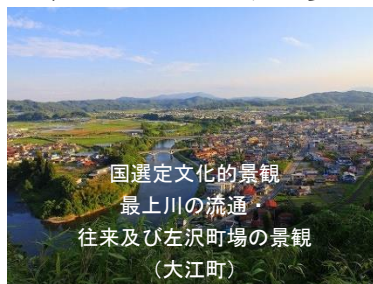 国選定文化的景観
最上川の流通・
往来及び左沢町場の景観
（大江町）